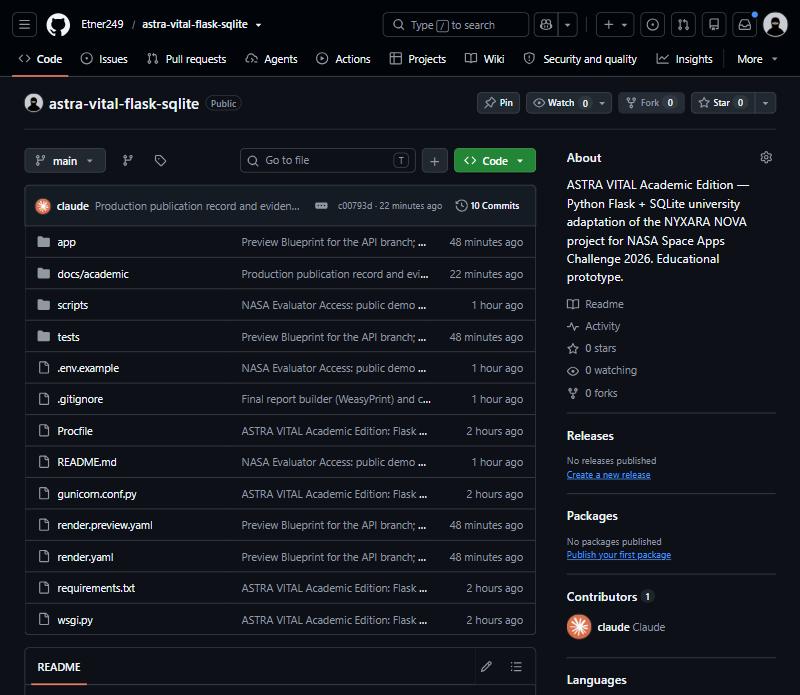 Etner249 / astra-vital-flask-sqlite
Type / to search
Code
Issues
Pull requests
Agents
Actions
Projects
Wiki
Security and quality
Insights
More
astra-vital-flask-sqlite Public
Pin
Watch 0
Fork 0
Star 0
main
Go to file
T
Code
claude Production publication record and eviden... c00793d · 22 minutes ago 10 Commits
app Preview Blueprint for the API branch; ... 48 minutes ago
docs/academic Production publication record and evi... 22 minutes ago
scripts NASA Evaluator Access: public demo ... 1 hour ago
tests Preview Blueprint for the API branch; ... 48 minutes ago
.env.example NASA Evaluator Access: public demo ... 1 hour ago
.gitignore Final report builder (WeasyPrint) and c... 1 hour ago
Procfile ASTRA VITAL Academic Edition: Flask ... 2 hours ago
README.md NASA Evaluator Access: public demo ... 1 hour ago
gunicorn.conf.py ASTRA VITAL Academic Edition: Flask ... 2 hours ago
render.preview.yaml Preview Blueprint for the API branch; ... 48 minutes ago
render.yaml Preview Blueprint for the API branch; ... 48 minutes ago
requirements.txt ASTRA VITAL Academic Edition: Flask ... 2 hours ago
wsgi.py ASTRA VITAL Academic Edition: Flask ... 2 hours ago
README
About
ASTRA VITAL Academic Edition —
Python Flask + SQLite university
adaptation of the NYXARA NOVA
project for NASA Space Apps
Challenge 2026. Educational
prototype.
Readme
Activity
0 stars
0 watching
0 forks
Releases
No releases published
Create a new release
Packages
No packages published
Publish your first package
Contributors 1
claude Claude
Languages